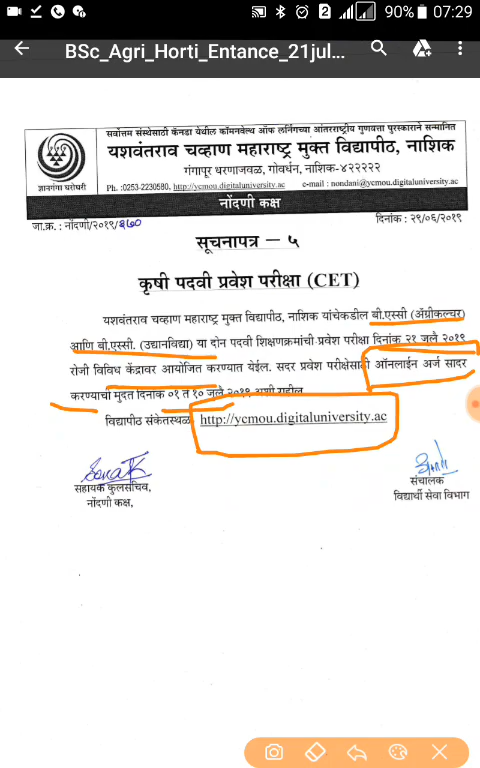 90% 07:29
BSc_Agri_Horti_Entance_21jul...
सर्वोत्तम संस्थेसाठी कॅनडा येथील कॉमनवेल्थ ऑफ लर्निंगच्या आंतरराष्ट्रीय गुणवत्ता पुरस्काराने सन्मानित
यशवंतराव चव्हाण महाराष्ट्र मुक्त विद्यापीठ, नाशिक
गंगापूर धरणाजवळ, गोवर्धन, नाशिक-४२२२२२
ज्ञानगंगा घरोघरी
Ph. :0253-2230580, http://ycmou.digitaluniversity.ac e-mail : nondani@ycmou.digitaluniversity.ac
नोंदणी कक्ष
जा.क्र. : नोंदणी/२०१९/३६० दिनांक : २९/०६/२०१९
सूचनापत्र – ५
कृषी पदवी प्रवेश परीक्षा (CET)
यशवंतराव चव्हाण महाराष्ट्र मुक्त विद्यापीठ, नाशिक यांचेकडील बी.एस्सी (ॲग्रीकल्चर)
आणि बी.एस्सी. (उद्यानविद्या) या दोन पदवी शिक्षणक्रमांची प्रवेश परीक्षा दिनांक २१ जुलै २०१९
रोजी विविध केंद्रावर आयोजित करण्यात येईल. सदर प्रवेश परीक्षेसाठी ऑनलाईन अर्ज सादर
करण्याची मुदत दिनांक ०१ ते १० जुलै २०१९ अशी राहील.
विद्यापीठ संकेतस्थळ http://ycmou.digitaluniversity.ac
सहायक कुलसचिव, संचालक
नोंदणी कक्ष, विद्यार्थी सेवा विभाग